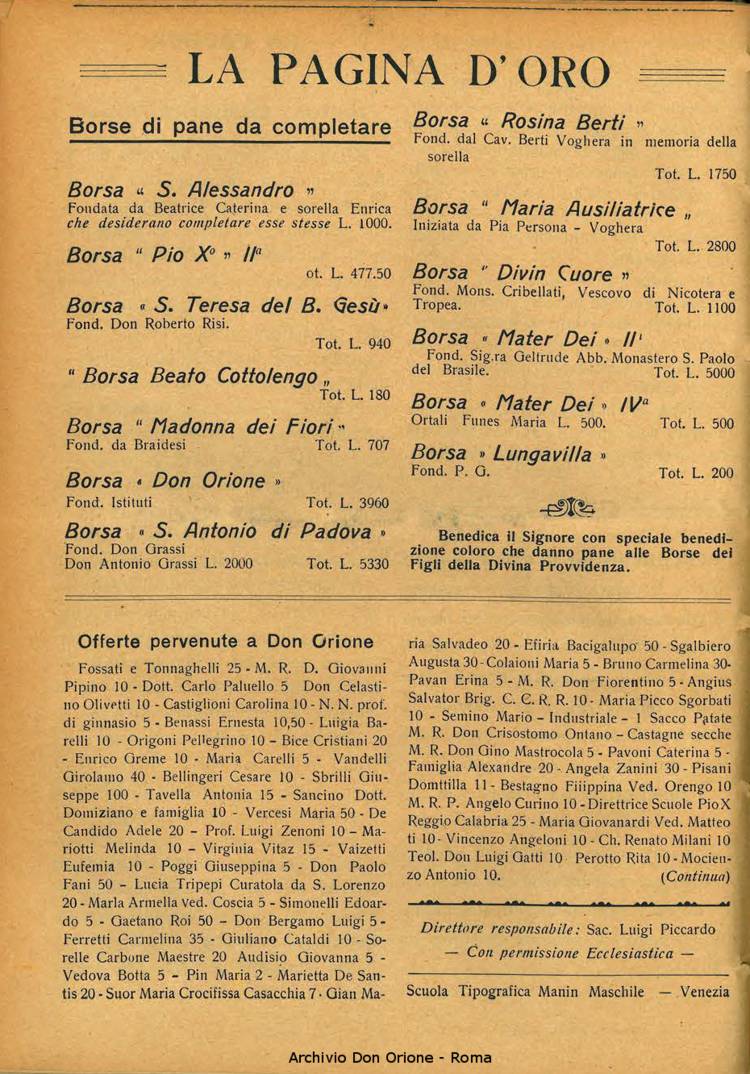 LA PAGINA D'ORO
Borse di pane da completare
Borsa “ S. Alessandro ”
Fondata da Beatrice Caterina e sorella Enrica
che desiderano completare esse stesse L. 1000.
Borsa “ Pio X° ” IIª
ot. L. 477.50
Borsa “ S. Teresa del B. Gesù ”
Fond. Don Roberto Risi.
Tot. L. 940
“ Borsa Beato Cottolengo „
Tot. L. 180
Borsa “ Madonna dei Fiori ”
Fond. da Braidesi Tot. L. 707
Borsa « Don Orione »
Fond. Istituti Tot. L. 3960
Borsa « S. Antonio di Padova »
Fond. Don Grassi
Don Antonio Grassi L. 2000 Tot. L. 5330
Borsa “ Rosina Berti ”
Fond. dal Cav. Berti Voghera in memoria della
sorella
Tot. L. 1750
Borsa “ Maria Ausiliatrice „
Iniziata da Pia Persona - Voghera
Tot. L. 2800
Borsa “ Divin Cuore ”
Fond. Mons. Cribellati, Vescovo di Nicotera e
Tropea. Tot. L. 1100
Borsa « Mater Dei » II'
Fond. Sig.ra Geltrude Abb. Monastero S. Paolo
del Brasile. Tot. L. 5000
Borsa « Mater Dei » IVª
Ortali Funes Maria L. 500. Tot. L. 500
Borsa » Lungavilla »
Fond. P. G. Tot. L. 200
Benedica il Signore con speciale benedi-
zione coloro che danno pane alle Borse dei
Figli della Divina Provvidenza.
Offerte pervenute a Don Orione
Fossati e Tonnaghelli 25 - M. R. D. Giovanni
Pipino 10 - Dott. Carlo Paluello 5 Don Celasti-
no Olivetti 10 - Castiglioni Carolina 10 - N. N. prof.
di ginnasio 5 - Benassi Ernesta 10,50 - Luigia Ba-
relli 10 - Origoni Pellegrino 10 – Bice Cristiani 20
- Enrico Greme 10 - Maria Carelli 5 - Vandelli
Girolamo 40 - Bellingeri Cesare 10 - Sbrilli Giu-
seppe 100 - Tavella Antonia 15 - Sancino Dott.
Domiziano e famiglia 10 - Vercesi Maria 50 - De
Candido Adele 20 – Prof. Luigi Zenoni 10 – Ma-
riotti Melinda 10 – Virginia Vitaz 15 - Vaizetti
Eufemia 10 - Poggi Giuseppina 5 - Don Paolo
Fani 50 – Lucia Tripepi Curatola da S. Lorenzo
20 - Marla Armella ved. Coscia 5 - Simonelli Edoar-
do 5 - Gaetano Roi 50 – Don Bergamo Luigi 5 -
Ferretti Carmelina 35 - Giuliano Cataldi 10 - So-
relle Carbone Maestre 20 Audisio Giovanna 5 -
Vedova Botta 5 – Pin Maria 2 - Marietta De San-
tis 20 - Suor Maria Crocifissa Casacchia 7 - Gian Ma-
ria Salvadeo 20 - Efiria Bacigalupo 50 - Sgalbiero
Augusta 30 - Colaioni Maria 5 - Bruno Carmelina 30-
Pavan Erina 5 - M. R. Don Fiorentino 5 - Angius
Salvator Brig. C. C. R. R. 10 - Maria Picco Sgorbati
10 - Semino Mario - Industriale - 1 Sacco Patate
M. R. Don Crisostomo Ontano – Castagne secche
M. R. Don Gino Mastrocola 5 - Pavoni Caterina 5 -
Famiglia Alexandre 20 - Angela Zanini 30 - Pisani
Domttilla 11 - Bestagno Fiiippina Ved. Orengo 10
M. R. P. Angelo Curino 10 - Direttrice Scuole Pio X
Reggio Calabria 25 - Maria Giovanardi Ved. Matteo
ti 10 - Vincenzo Angeloni 10 - Ch. Renato Milani 10
Teol. Don Luigi Gatti 10 Perotto Rita 10 - Mocien-
zo Antonio 10. (Continua)
Direttore responsabile: Sac. Luigi Piccardo
— Con permissione Ecclesiastica —
Scuola Tipografica Manin Maschile — Venezia
Archivio Don Orione - Roma